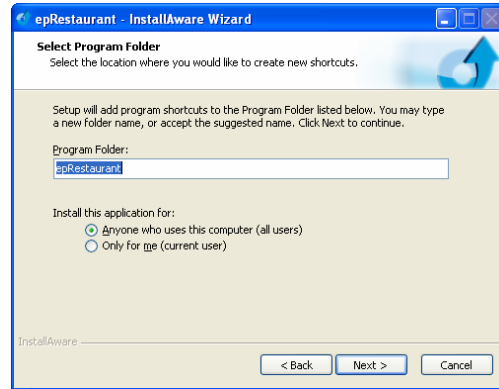 epRestaurant - InstallAware Wizard
Select Program Folder
Select the location where you would like to create new shortcuts.
Setup will add program shortcuts to the Program Folder listed below. You may type
a new folder name, or accept the suggested name. Click Next to continue.
Program Folder:
epRestaurant
Install this application for:
Anyone who uses this computer (all users)
Only for me (current user)
InstallAware
< Back Next > Cancel